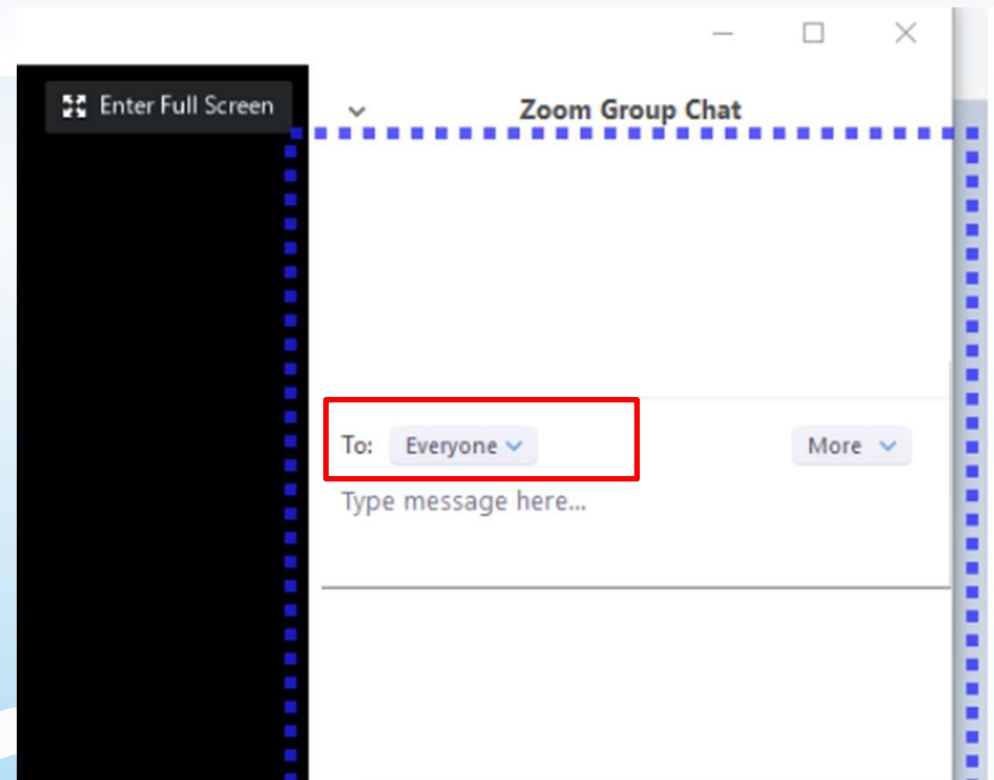 Enter Full Screen
Zoom Group Chat
To: Everyone
More
Type message here...